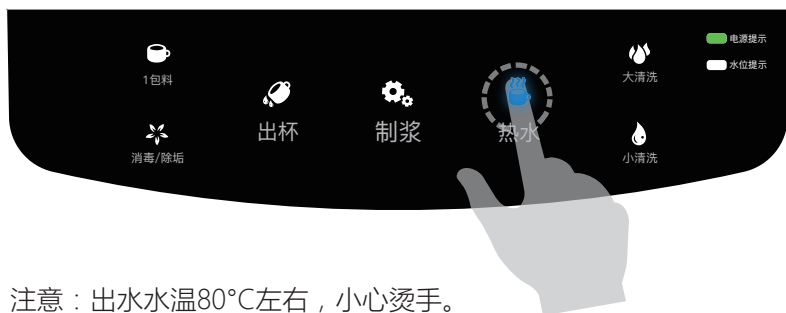 1包料
消毒/除垢
出杯
制浆
热水
大清洗
小清洗
电源提示
水位提示
注意：出水水温80°C左右，小心烫手。